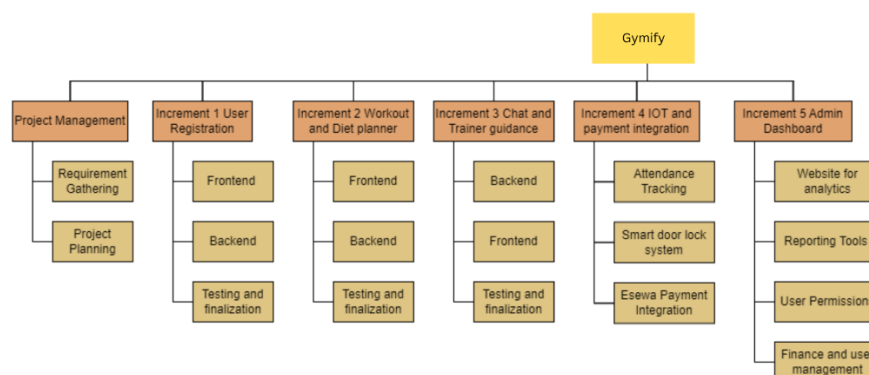 Gymify
Project Management
Increment 1 User
Registration
Increment 2 Workout
and Diet planner
Increment 3 Chat and
Trainer guidance
Increment 4 IOT and
payment integration
Increment 5 Admin
Dashboard
Requirement
Gathering
Project
Planning
Frontend
Backend
Testing and
finalization
Frontend
Backend
Testing and
finalization
Backend
Frontend
Testing and
finalization
Attendance
Tracking
Smart door lock
system
Esewa Payment
Integration
Website for
analytics
Reporting Tools
User Permission
Finance and use
management